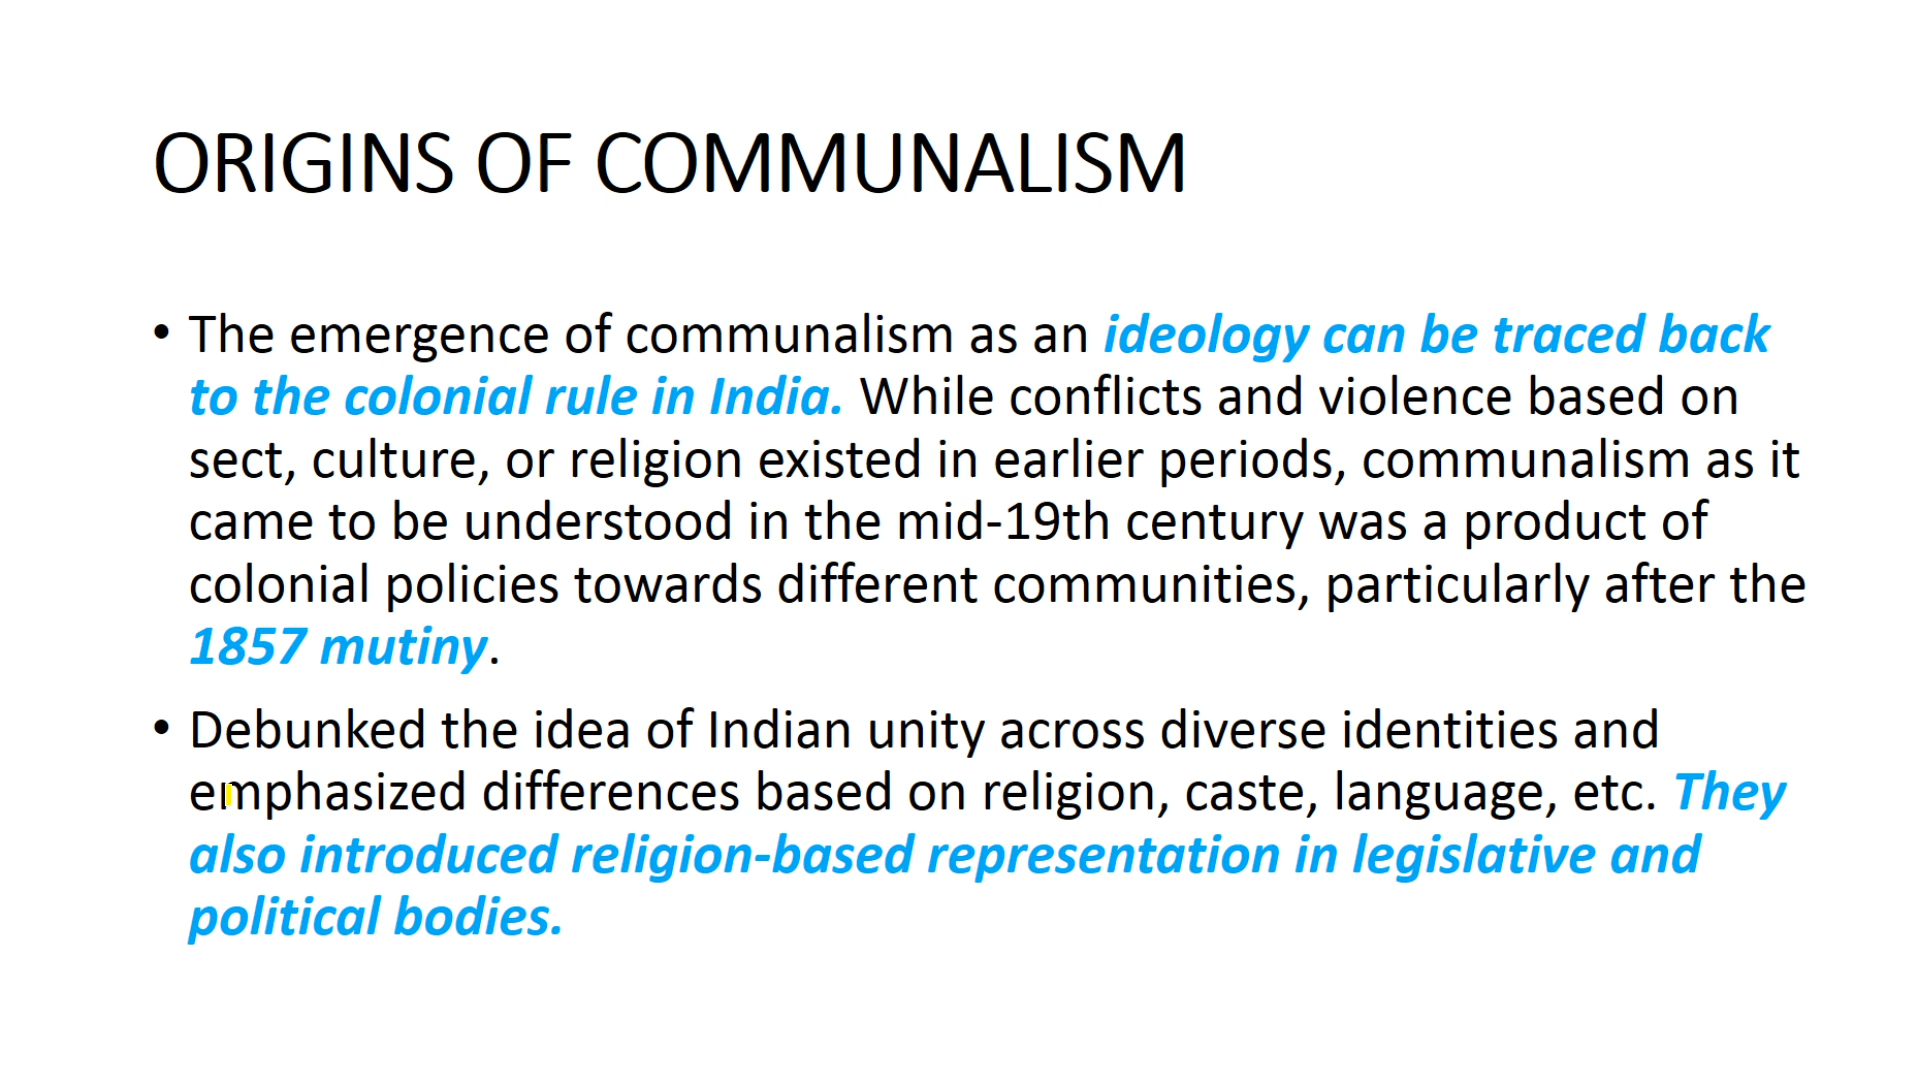 ORIGINS OF COMMUNALISM
• The emergence of communalism as an ideology can be traced back
to the colonial rule in India. While conflicts and violence based on
sect, culture, or religion existed in earlier periods, communalism as it
came to be understood in the mid-19th century was a product of
colonial policies towards different communities, particularly after the
1857 mutiny.
• Debunked the idea of Indian unity across diverse identities and
emphasized differences based on religion, caste, language, etc. They
also introduced religion-based representation in legislative and
political bodies.